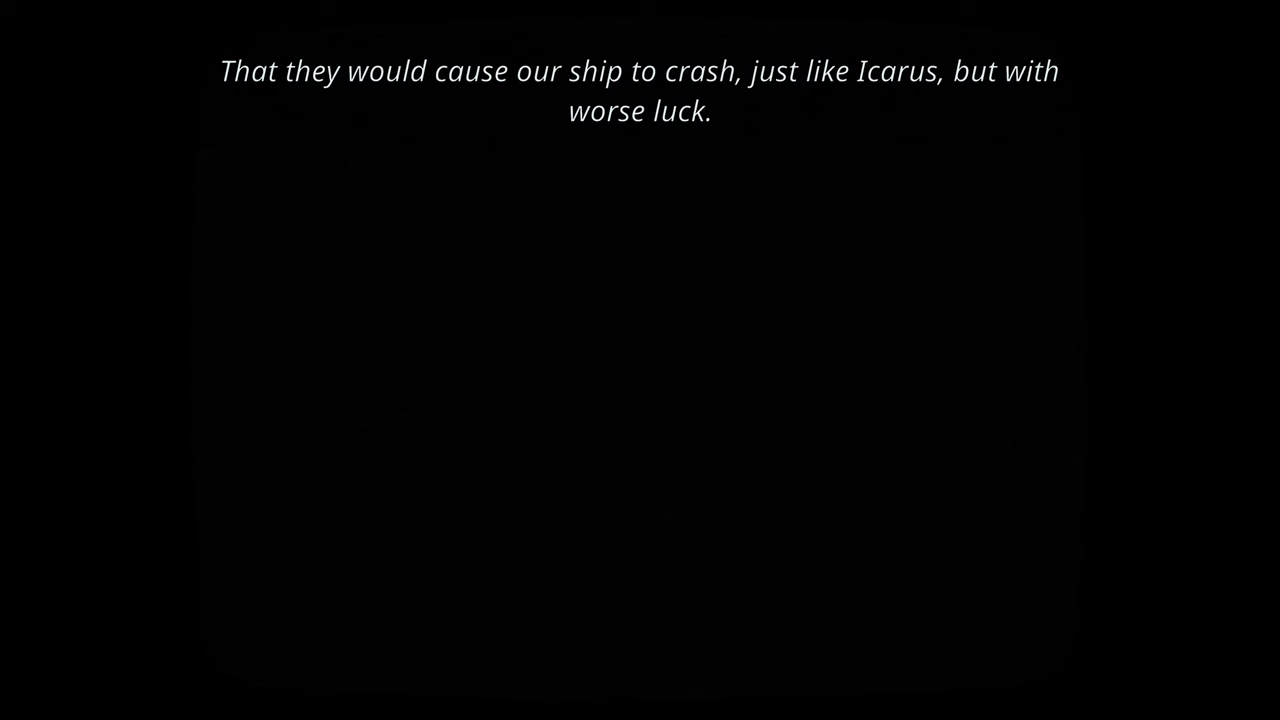 That they would cause our ship to crash, just like Icarus, but with
worse luck.